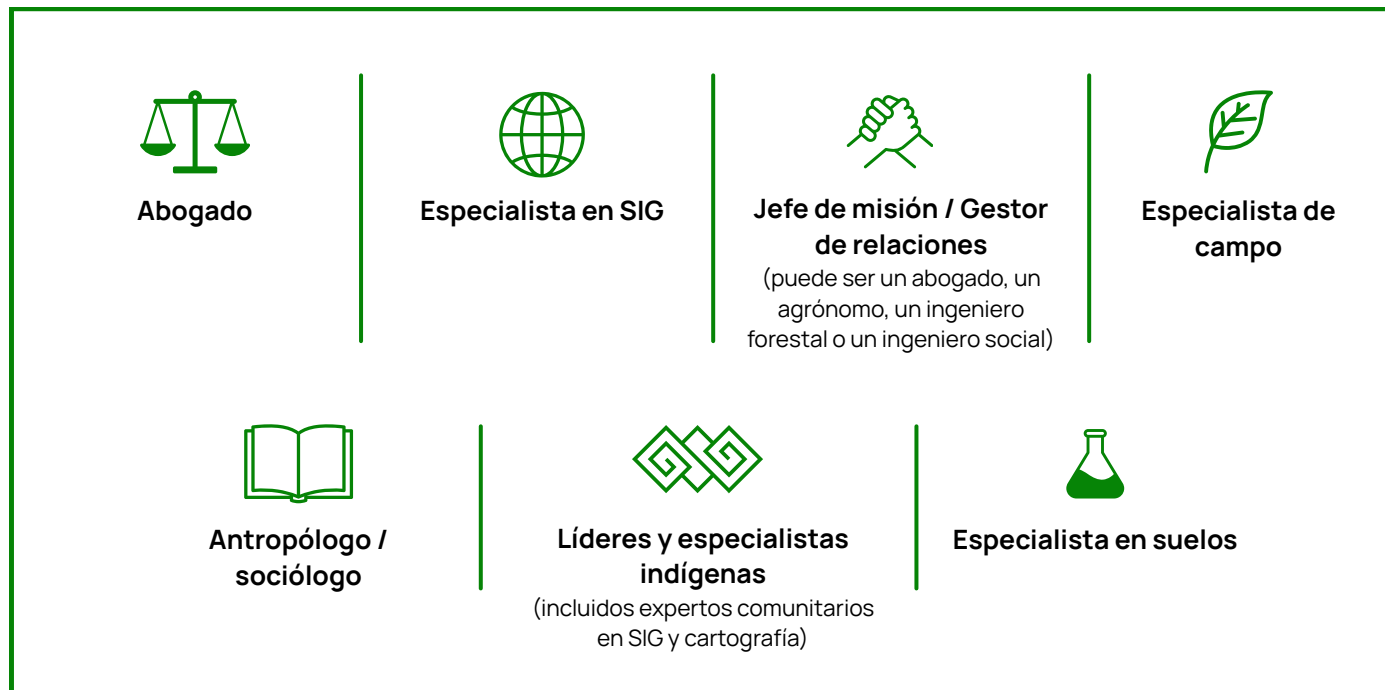 Abogado
Especialista en SIG
Jefe de misión / Gestor
de relaciones
(puede ser un abogado, un
agrónomo, un ingeniero
forestal o un ingeniero social)
Especialista de
campo
Antropólogo /
sociólogo
Líderes y especialistas
indígenas
(incluidos expertos comunitarios
en SIG y cartografía)
Especialista en suelos